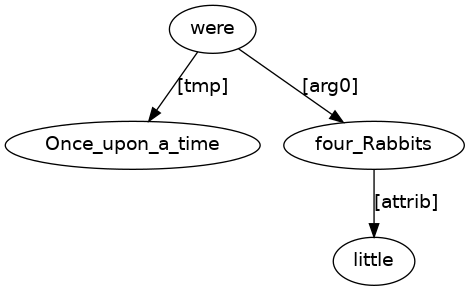 were
[tmp]
[arg0]
Once_upon_a_time
four_Rabbits
[attrib]
little